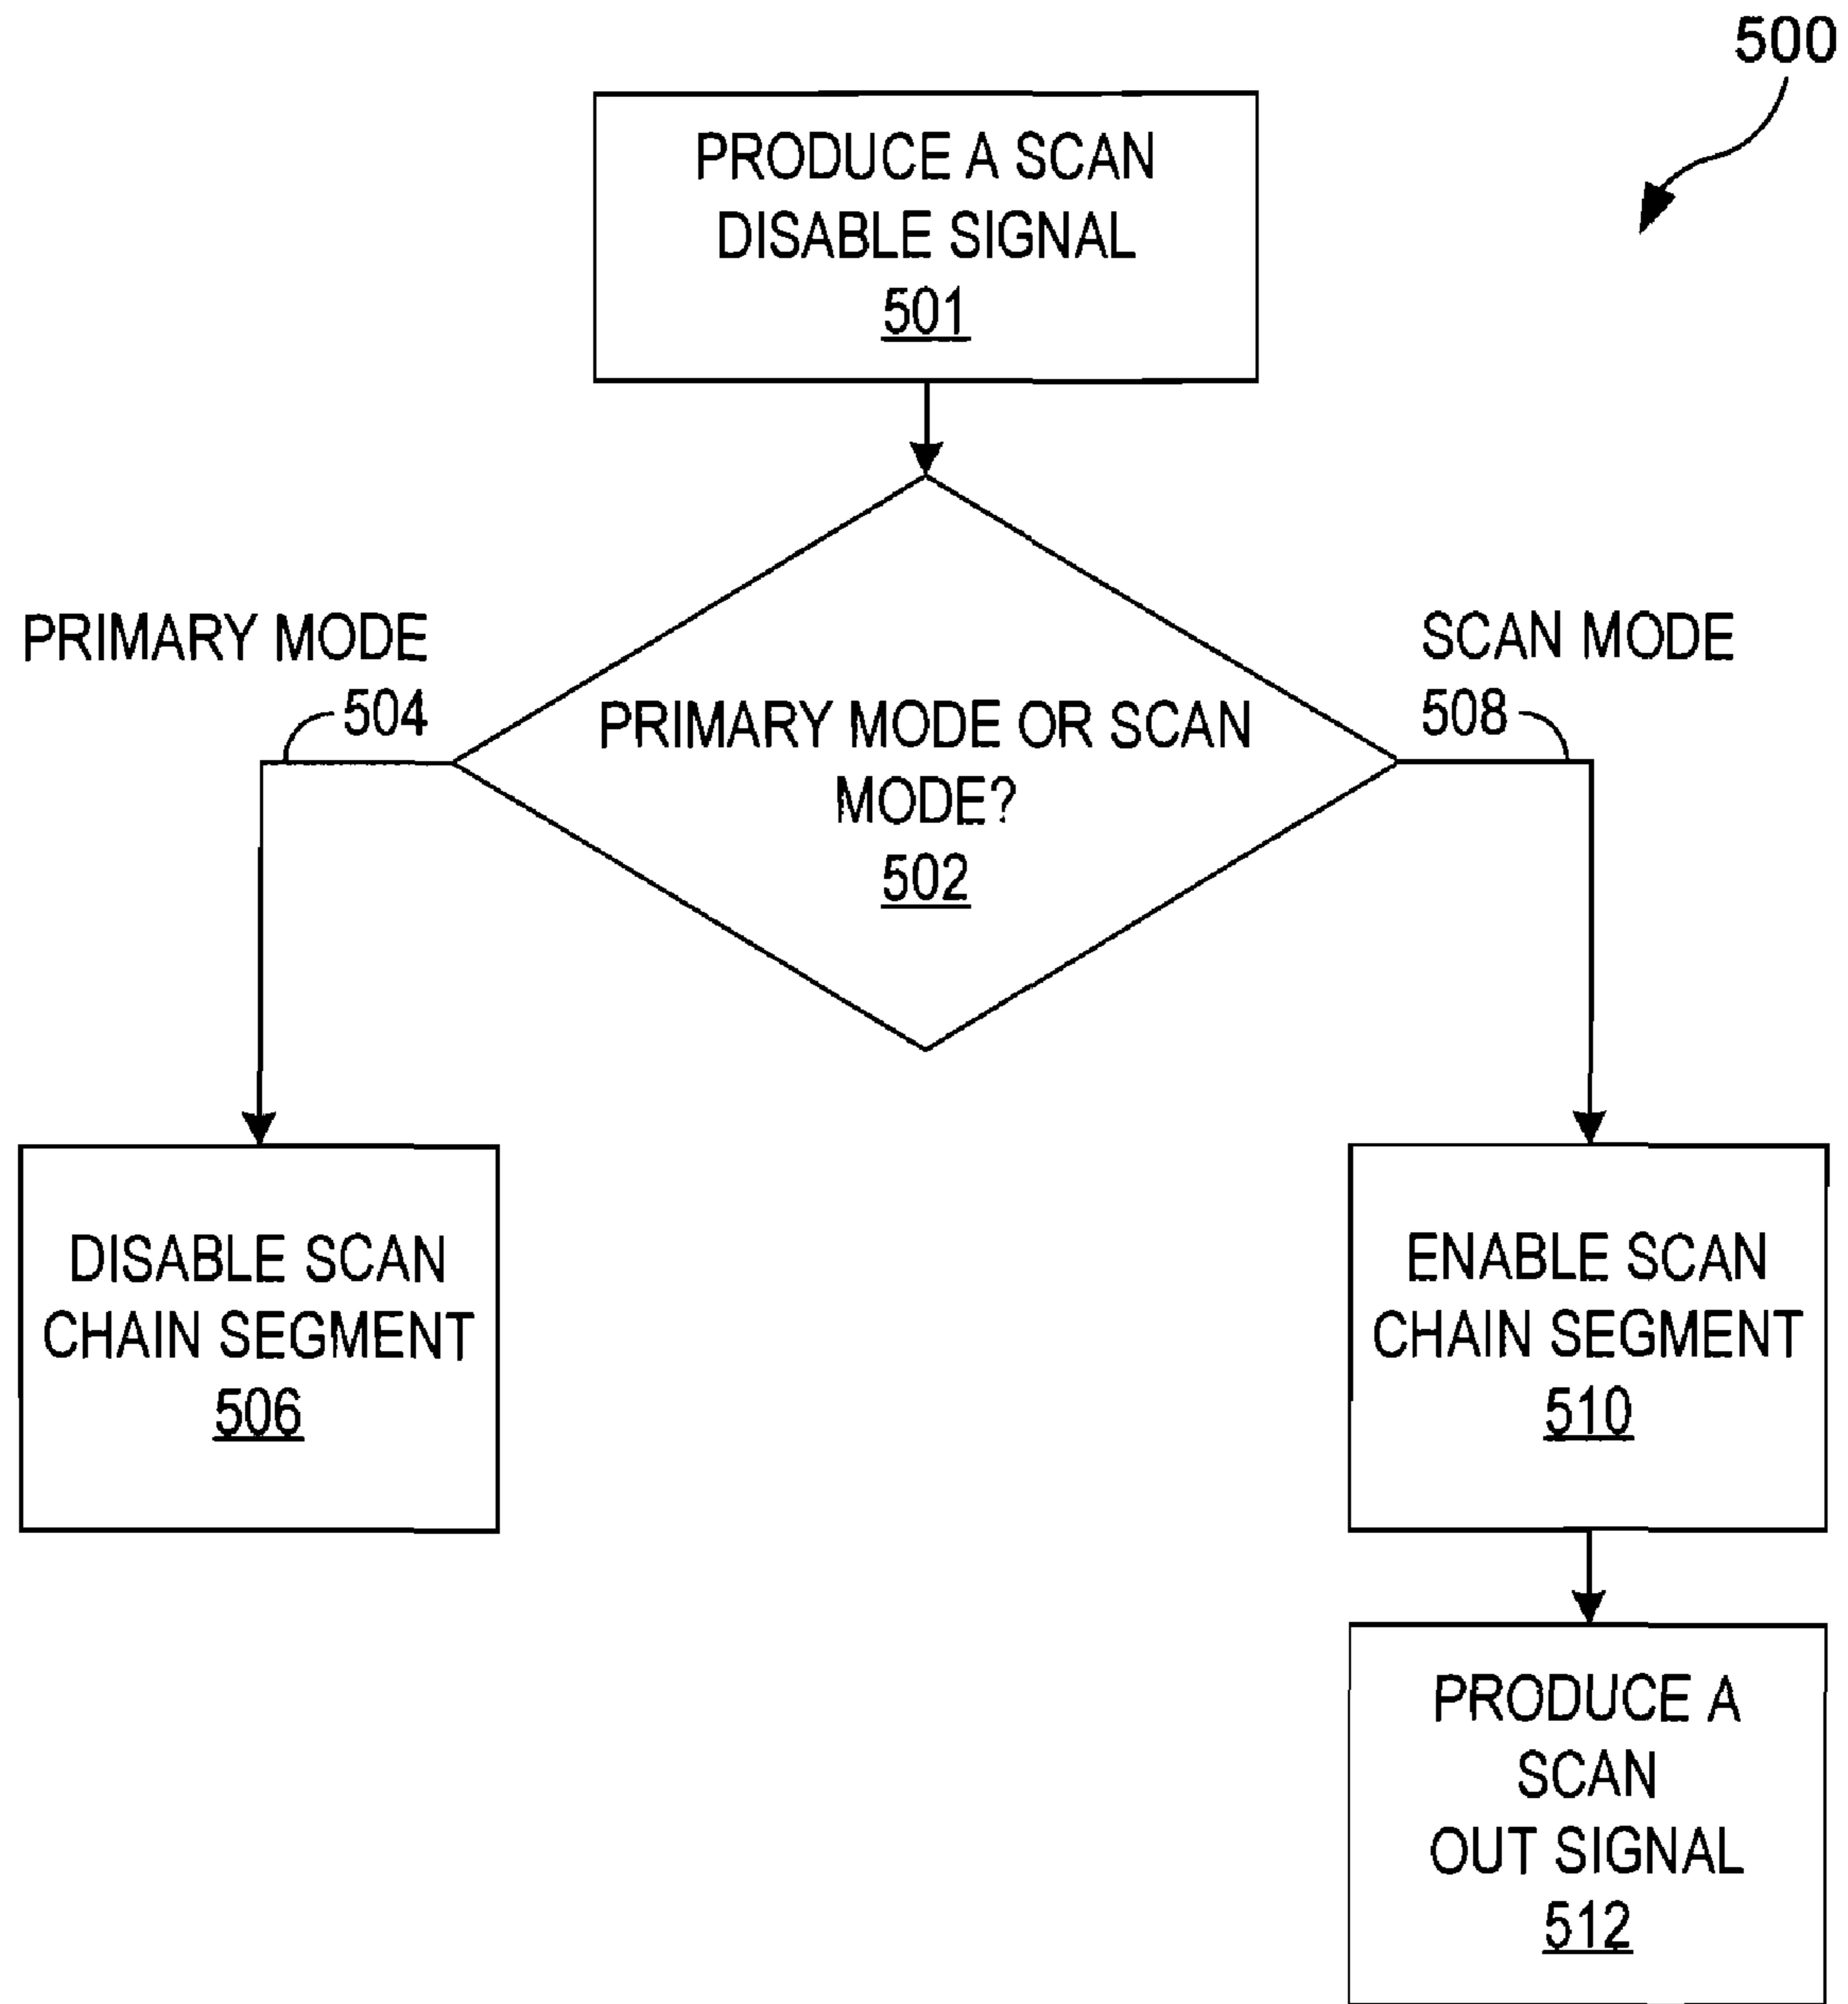 500
PRODUCE A SCAN
DISABLE SIGNAL
501
PRIMARY MODE
504
PRIMARY MODE OR SCAN
MODE?
502
SCAN MODE
508
DISABLE SCAN
CHAIN SEGMENT
506
ENABLE SCAN
CHAIN SEGMENT
510
PRODUCE A
SCAN
OUT SIGNAL
512